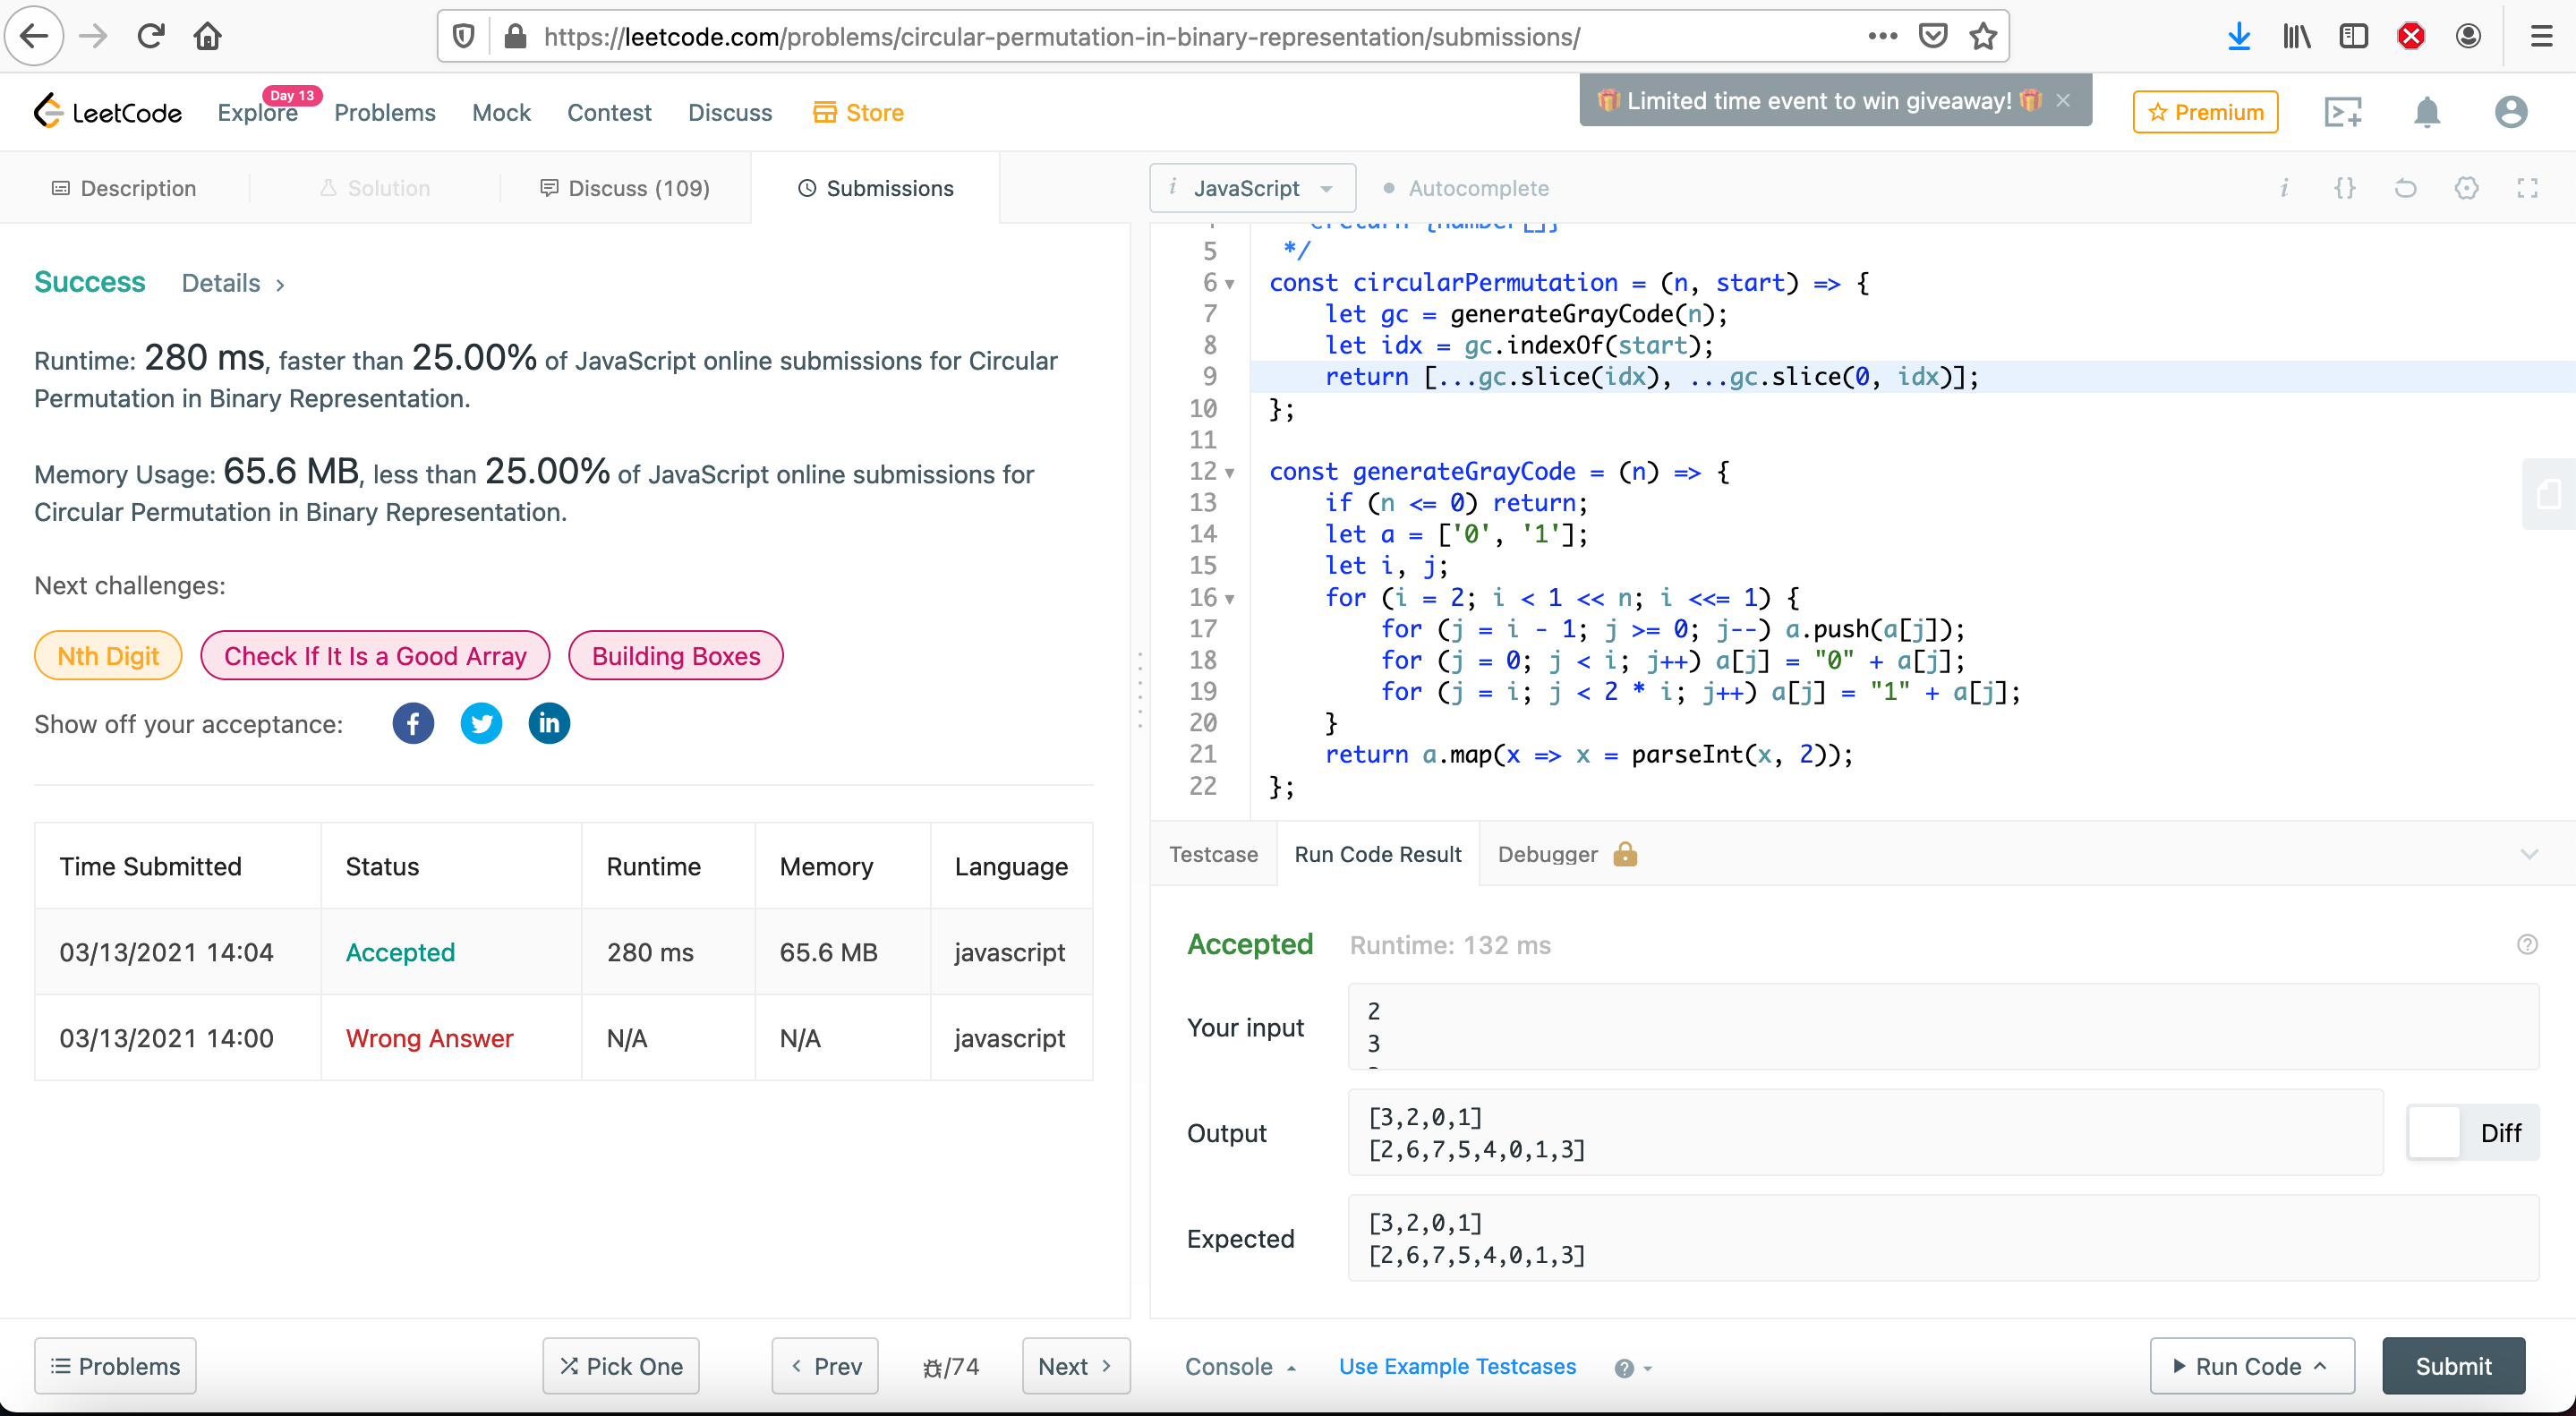 https://leetcode.com/problems/circular-permutation-in-binary-representation/submissions/
LeetCode
Explore
Day 13
Problems
Mock
Contest
Discuss
Store
Limited time event to win giveaway!
Premium
Description
Solution
Discuss (109)
Submissions
i JavaScript
Autocomplete
Success
Details
Runtime: 280 ms, faster than 25.00% of JavaScript online submissions for Circular
Permutation in Binary Representation.
Memory Usage: 65.6 MB, less than 25.00% of JavaScript online submissions for
Circular Permutation in Binary Representation.
Next challenges:
Nth Digit
Check If It Is a Good Array
Building Boxes
Show off your acceptance:
Time Submitted Status Runtime Memory Language
03/13/2021 14:04 Accepted 280 ms 65.6 MB javascript
03/13/2021 14:00 Wrong Answer N/A N/A javascript
5 */
6 const circularPermutation = (n, start) => {
7 let gc = generateGrayCode(n);
8 let idx = gc.indexOf(start);
9 return [...gc.slice(idx), ...gc.slice(0, idx)];
10 };
11
12 const generateGrayCode = (n) => {
13 if (n <= 0) return;
14 let a = ['0', '1'];
15 let i, j;
16 for (i = 2; i < 1 << n; i <<= 1) {
17 for (j = i - 1; j >= 0; j--) a.push(a[j]);
18 for (j = 0; j < i; j++) a[j] = "0" + a[j];
19 for (j = i; j < 2 * i; j++) a[j] = "1" + a[j];
20 }
21 return a.map(x => x = parseInt(x, 2));
22 };
Testcase
Run Code Result
Debugger
Accepted
Runtime: 132 ms
Your input
2
3
Output
[3,2,0,1]
[2,6,7,5,4,0,1,3]
Diff
Expected
[3,2,0,1]
[2,6,7,5,4,0,1,3]
Problems
Pick One
Prev
/74
Next
Console
Use Example Testcases
Run Code
Submit